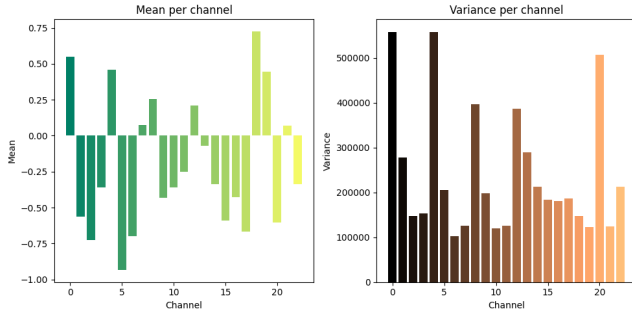 Mean per channel
Mean
0.75
0.50
0.25
0.00
−0.25
−0.50
−0.75
−1.00
0 5 10 15 20
Channel
Variance per channel
Variance
500000
400000
300000
200000
100000
0
0 5 10 15 20
Channel